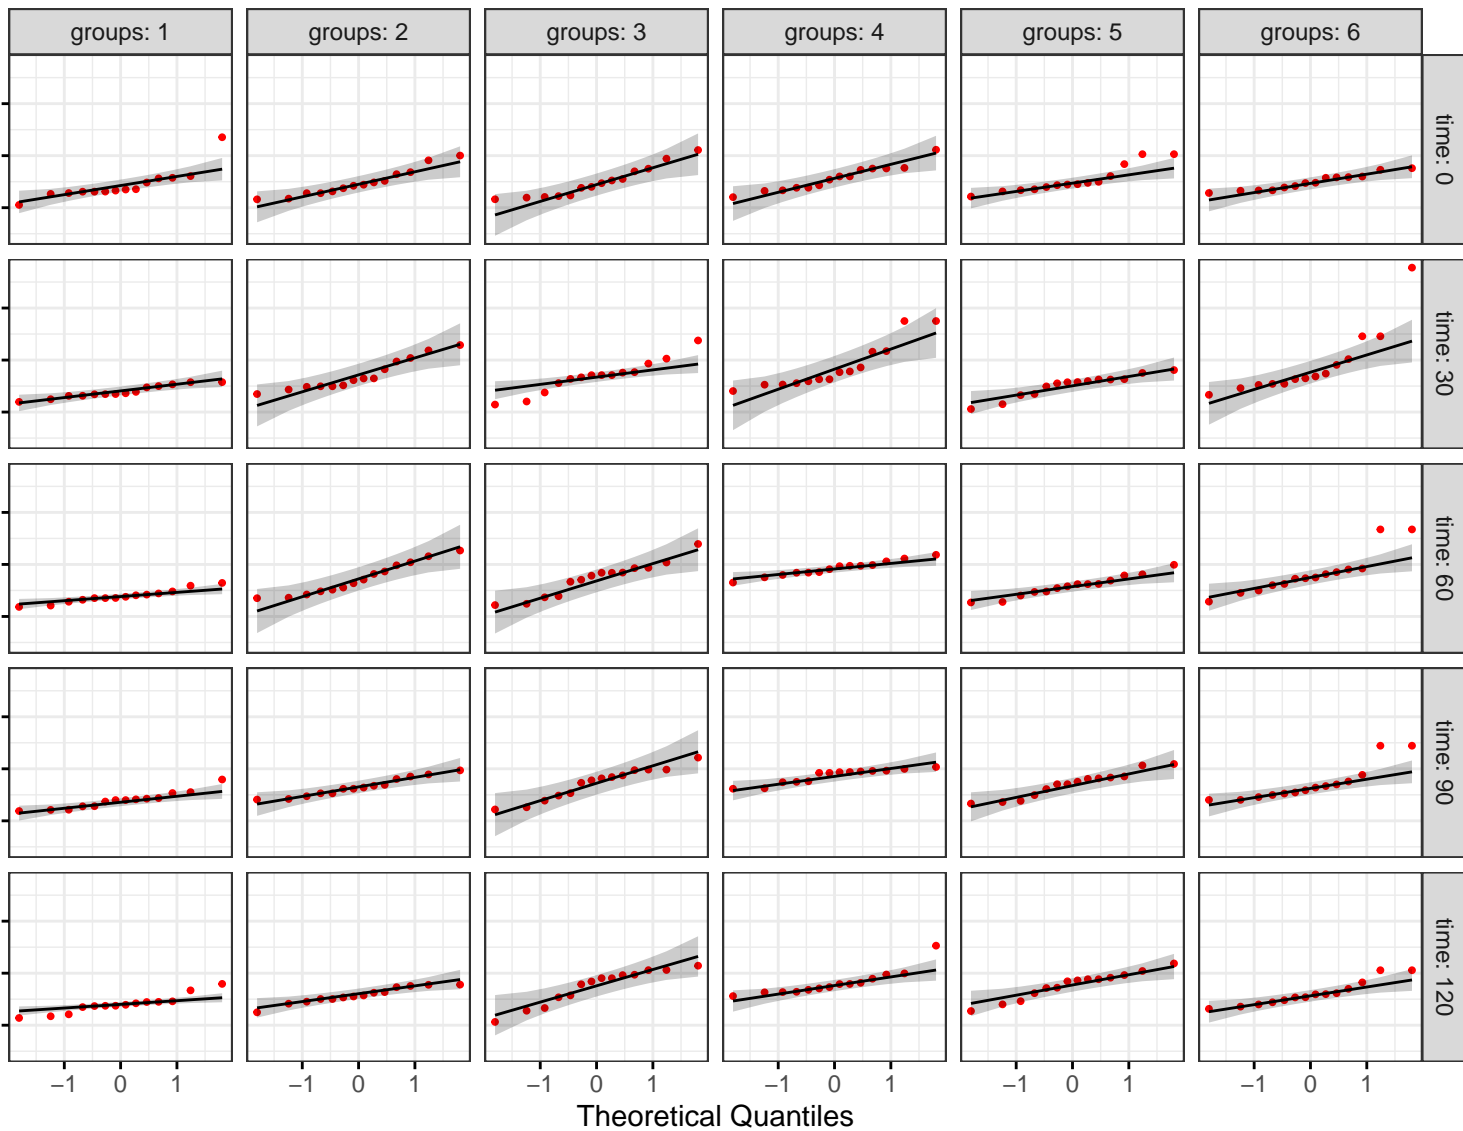 groups: 1 groups: 2 groups: 3 groups: 4 groups: 5 groups: 6
time: 0
time: 30
time: 60
time: 90
time: 120
−1 0 1 −1 0 1 −1 0 1 −1 0 1 −1 0 1 −1 0 1
Theoretical Quantiles